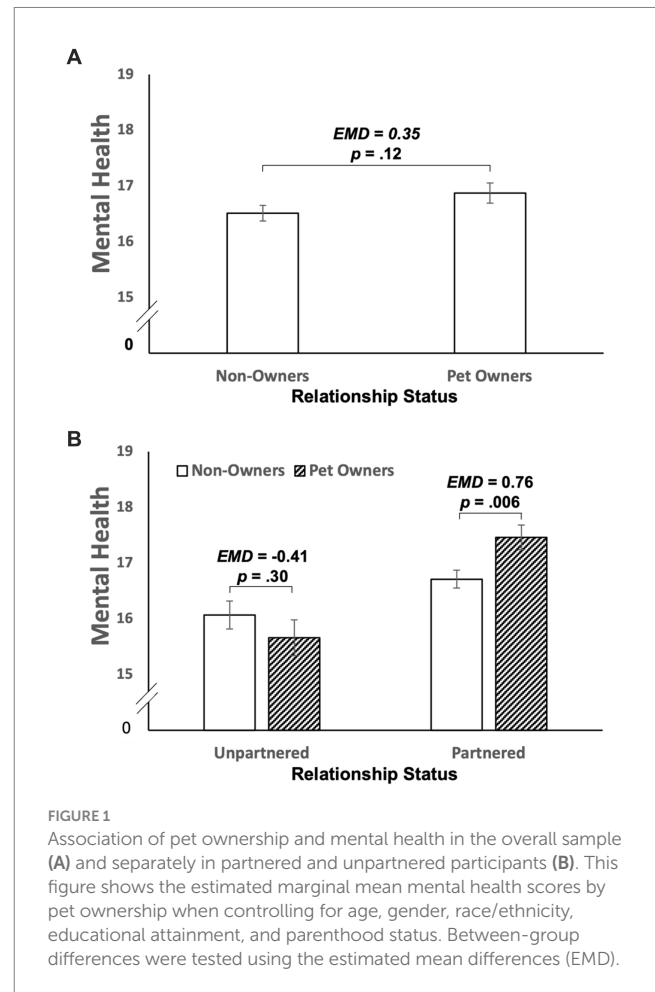 A
19
18
17
16
15
0
Mental Health
EMD = 0.35
p = .12
Non-Owners Pet Owners
Relationship Status
B
19
18
17
16
15
0
Mental Health
Non-Owners Pet Owners
EMD = -0.41
p = .30
EMD = 0.76
p = .006
Unpartnered Partnered
Relationship Status
FIGURE 1
Association of pet ownership and mental health in the overall sample
(A) and separately in partnered and unpartnered participants (B). This
figure shows the estimated marginal mean mental health scores by
pet ownership when controlling for age, gender, race/ethnicity,
educational attainment, and parenthood status. Between-group
differences were tested using the estimated mean differences (EMD).